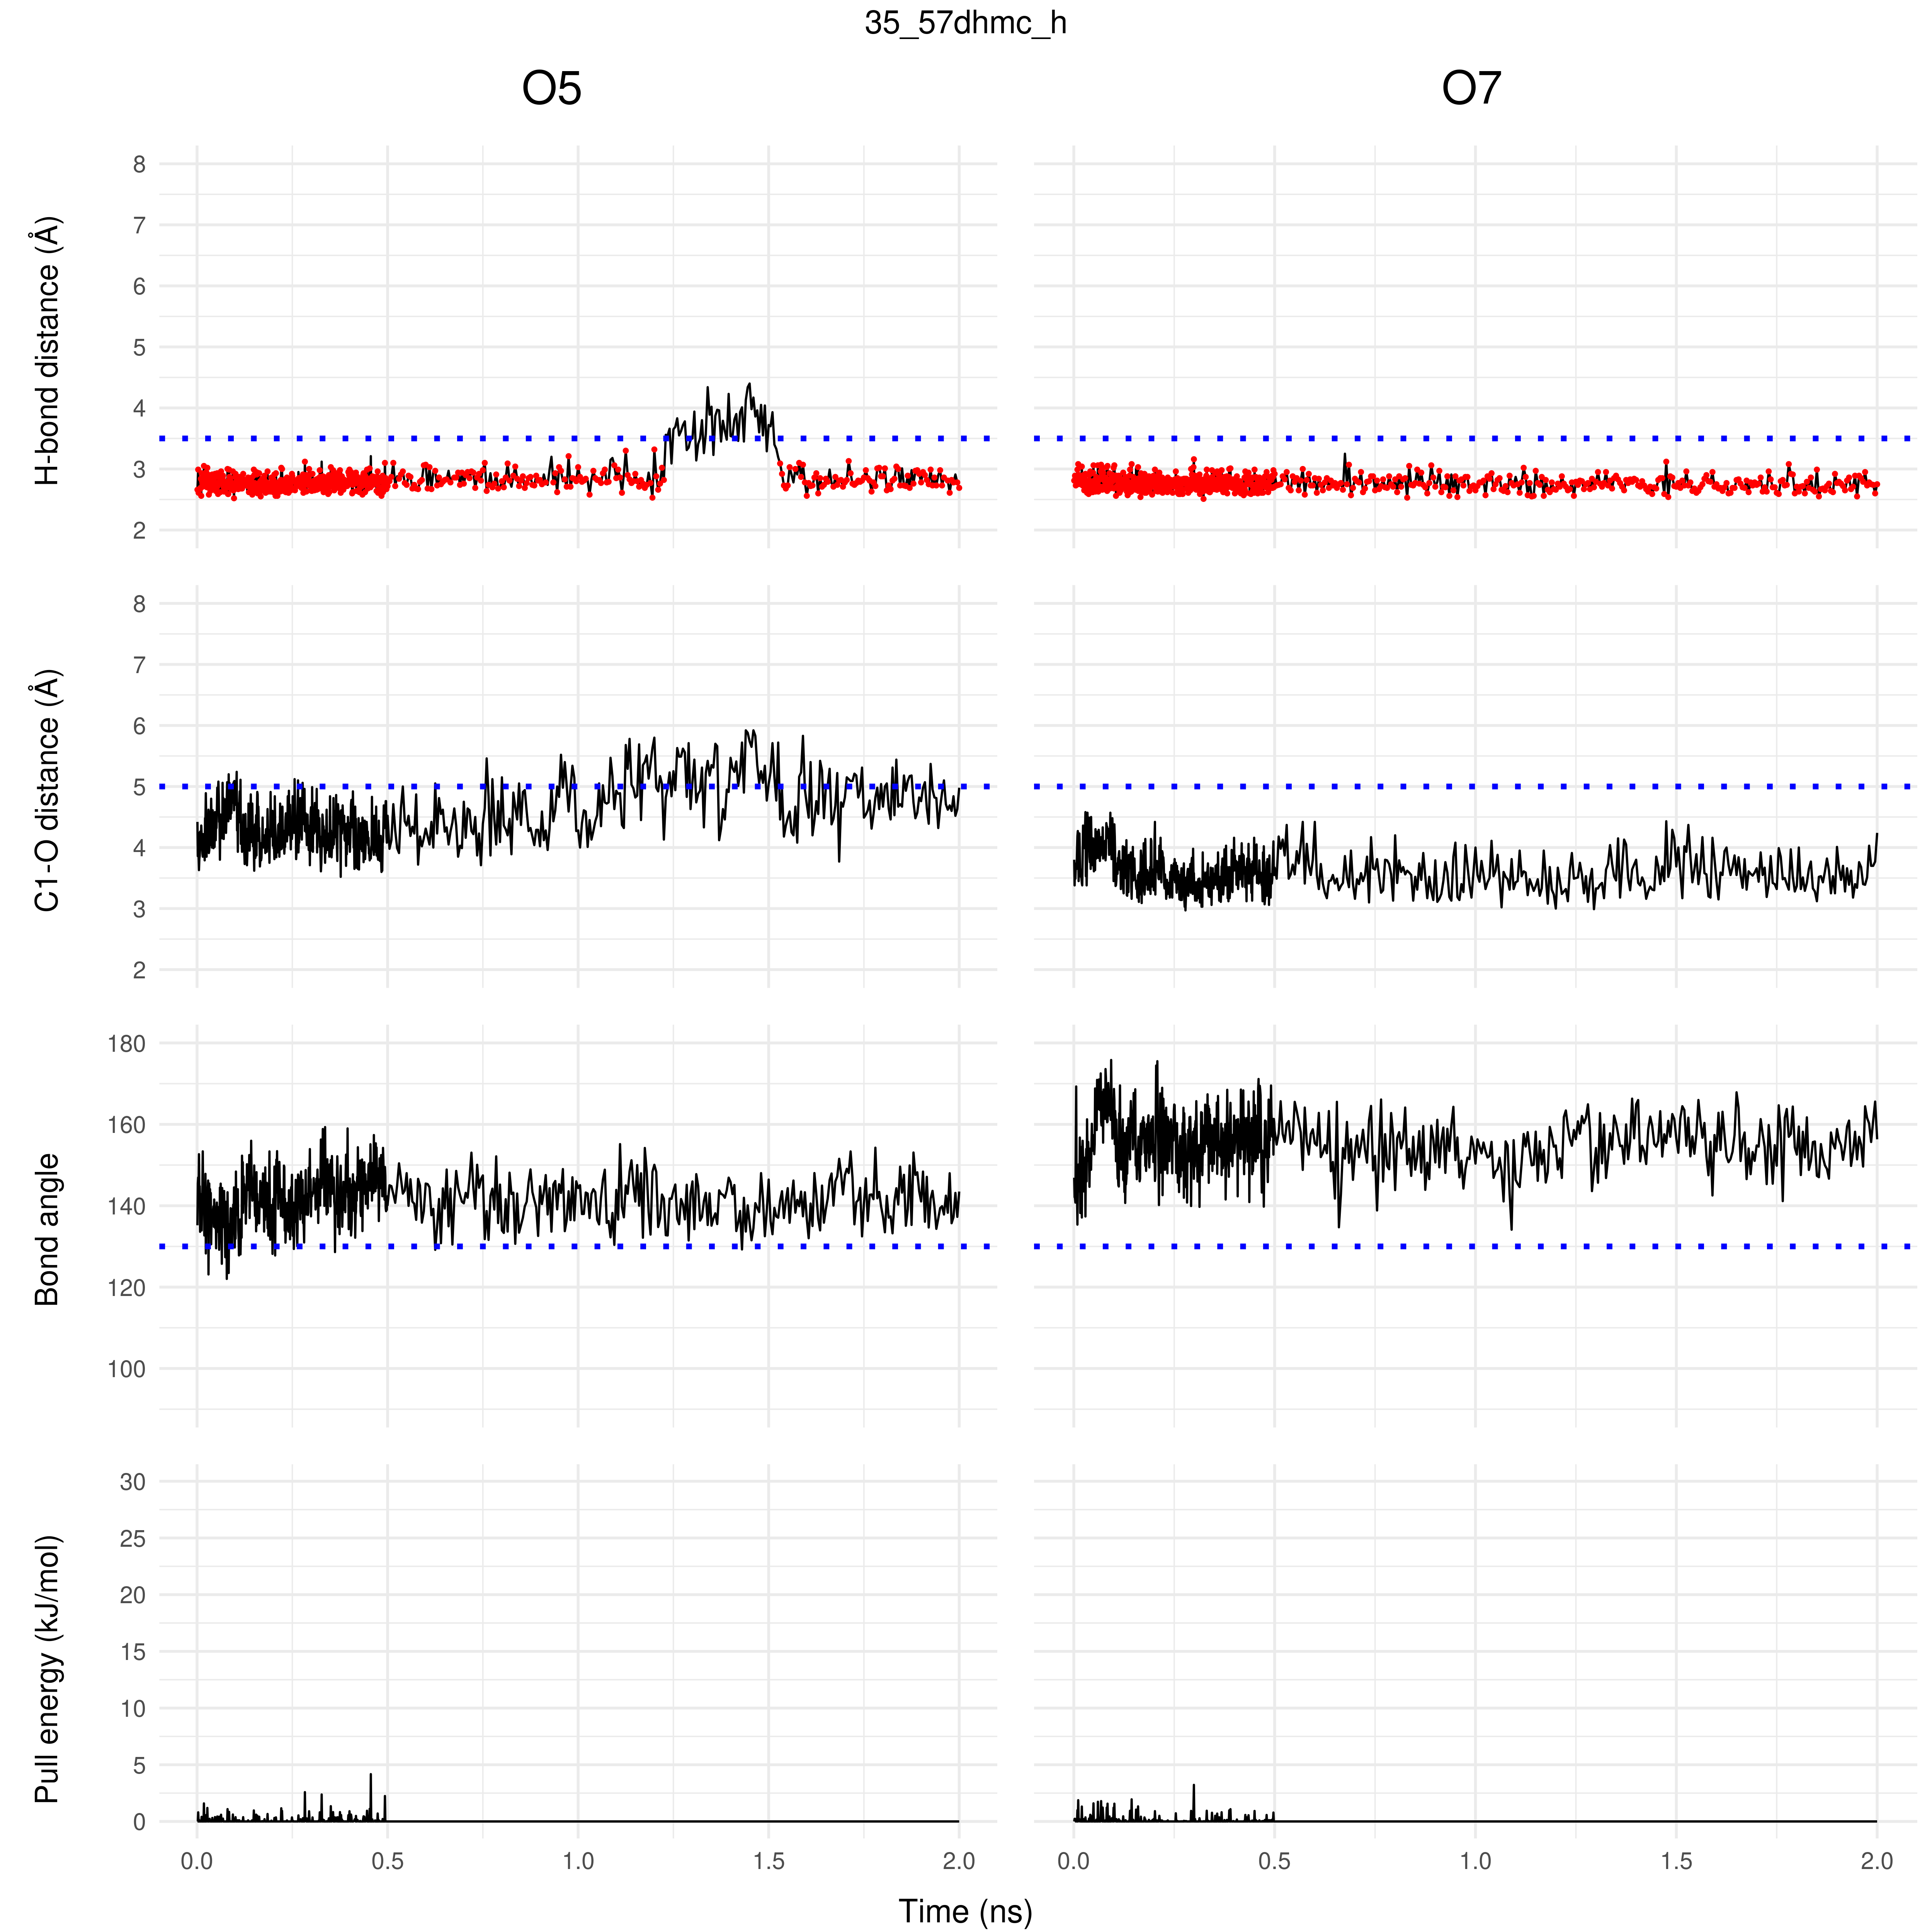 35_57dhmc_h
O5
O7
H-bond distance (Å)
8
7
6
5
4
3
2
C1-O distance (Å)
8
7
6
5
4
3
2
Bond angle
180
160
140
120
100
Pull energy (kJ/mol)
30
25
20
15
10
5
0
0.0 0.5 1.0 1.5 2.0
0.0 0.5 1.0 1.5 2.0
Time (ns)